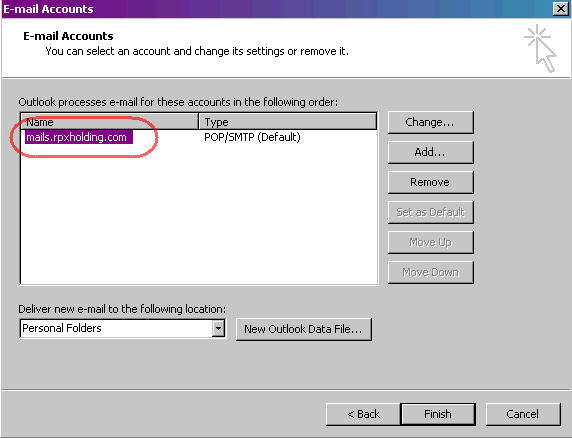 E-mail Accounts
E-mail Accounts
You can select an account and change its settings or remove it.
Outlook processes e-mail for these accounts in the following order:
Name Type
mails.rpxholding.com POP/SMTP (Default)
Change...
Add...
Remove
Set as Default
Move Up
Move Down
Deliver new e-mail to the following location:
Personal Folders New Outlook Data File...
< Back Finish Cancel